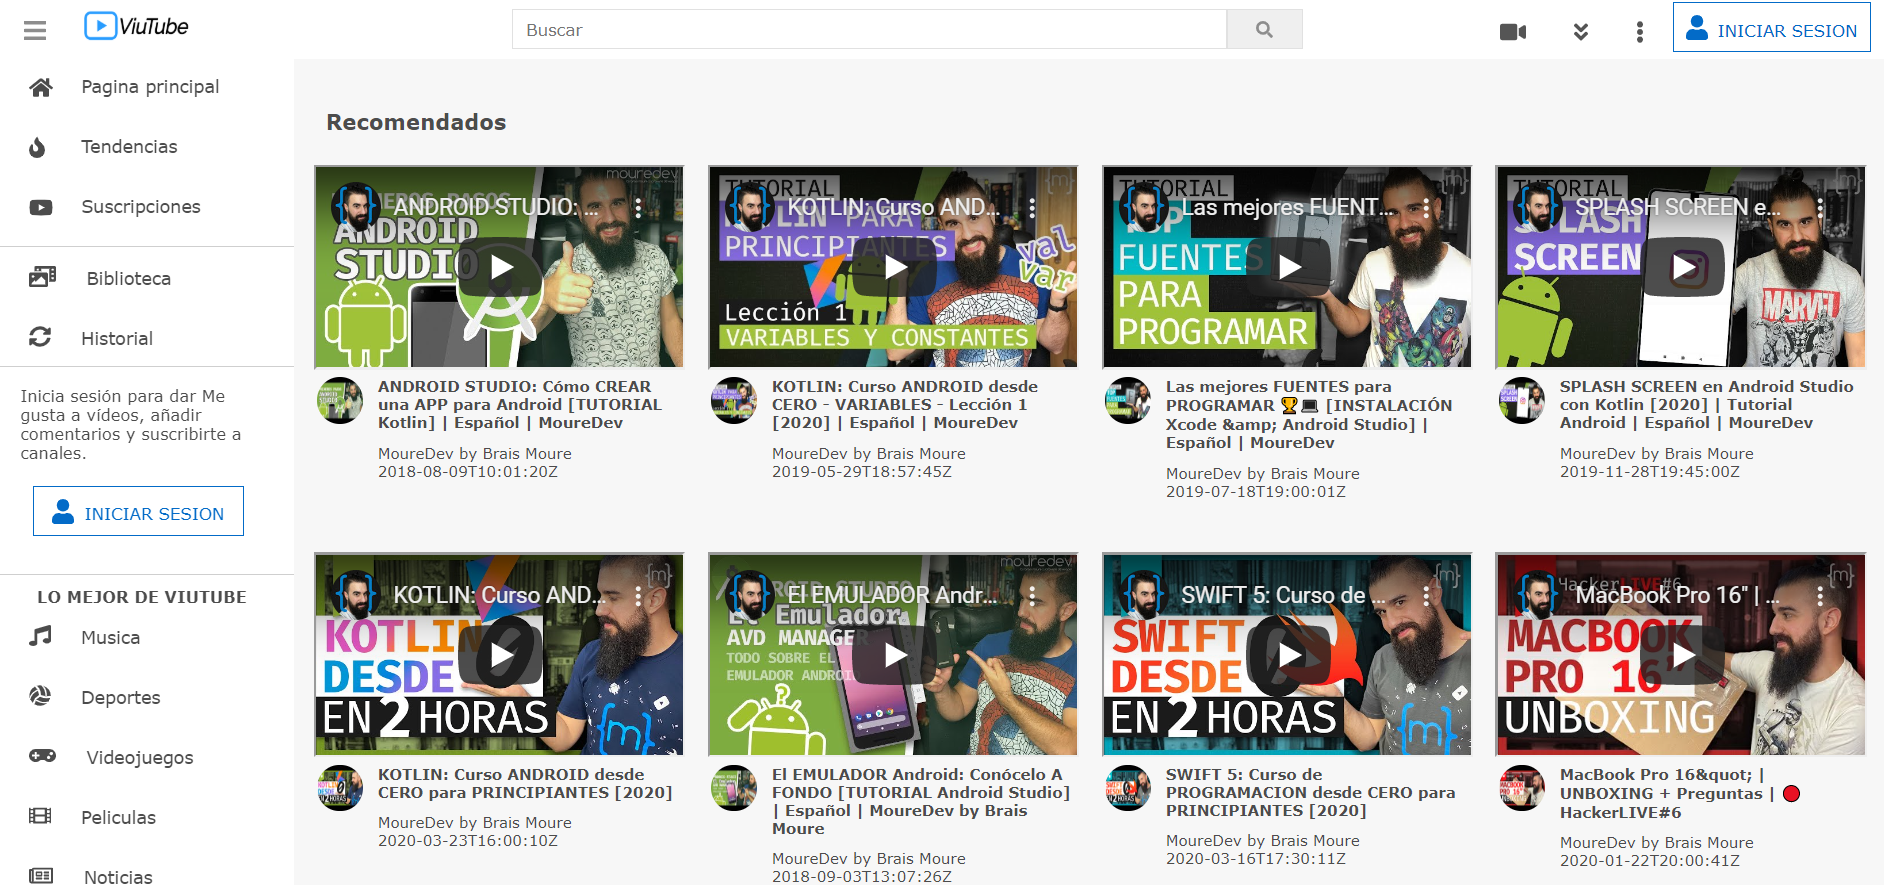 ViuTube
Buscar
INICIAR SESION
Pagina principal
Tendencias
Suscripciones
Biblioteca
Historial
Inicia sesión para dar Me
gusta a vídeos, añadir
comentarios y suscribirte a
canales.
INICIAR SESION
LO MEJOR DE VIUTUBE
Musica
Deportes
Videojuegos
Peliculas
Noticias
Recomendados
mouredev
ANDROID STUDIO: ...
ANDROID
STUDIO
ANDROID STUDIO: Cómo CREAR
una APP para Android [TUTORIAL
Kotlin] | Español | MoureDev
MoureDev by Brais Moure
2018-08-09T10:01:20Z
TUTORIAL
{m}
KOTLIN: Curso AND...
PARA
PRINCIPIANTES
val
var
Lección 1
VARIABLES Y CONSTANTES
KOTLIN: Curso ANDROID desde
CERO - VARIABLES - Lección 1
[2020] | Español | MoureDev
MoureDev by Brais Moure
2019-05-29T18:57:45Z
TUTORIAL
{m}
Las mejores FUENT...
FUENTES
PARA
PROGRAMAR
Las mejores FUENTES para
PROGRAMAR 🏆💻 [INSTALACIÓN
Xcode &amp; Android Studio] |
Español | MoureDev
MoureDev by Brais Moure
2019-07-18T19:00:01Z
TUTORIAL
{m}
SPLASH SCREEN e...
SPLASH
SCREEN
MARVEL
SPLASH SCREEN en Android Studio
con Kotlin [2020] | Tutorial
Android | Español | MoureDev
MoureDev by Brais Moure
2019-11-28T19:45:00Z
{m}
KOTLIN: Curso AND...
KOTLIN
DESDE
EN 2 HORAS
{m}
KOTLIN: Curso ANDROID desde
CERO para PRINCIPIANTES [2020]
MoureDev by Brais Moure
2020-03-23T16:00:10Z
mouredev
ANDROID STUDIO
El EMULADOR Andr...
El Emulador
AVD MANAGER
TODO SOBRE EL
EMULADOR ANDROID
El EMULADOR Android: Conócelo A
FONDO [TUTORIAL Android Studio]
| Español | MoureDev by Brais
Moure
MoureDev by Brais Moure
2018-09-03T13:07:26Z
{m}
SWIFT 5: Curso de ...
SWIFT
DESDE
EN 2 HORAS
{m}
SWIFT 5: Curso de
PROGRAMACION desde CERO para
PRINCIPIANTES [2020]
MoureDev by Brais Moure
2020-03-16T17:30:11Z
HackerLIVE#6
{m}
MacBook Pro 16" | ...
MACBOOK
PRO 16"
UNBOXING
MacBook Pro 16&quot; |
UNBOXING + Preguntas | 🔴
HackerLIVE#6
MoureDev by Brais Moure
2020-01-22T20:00:41Z